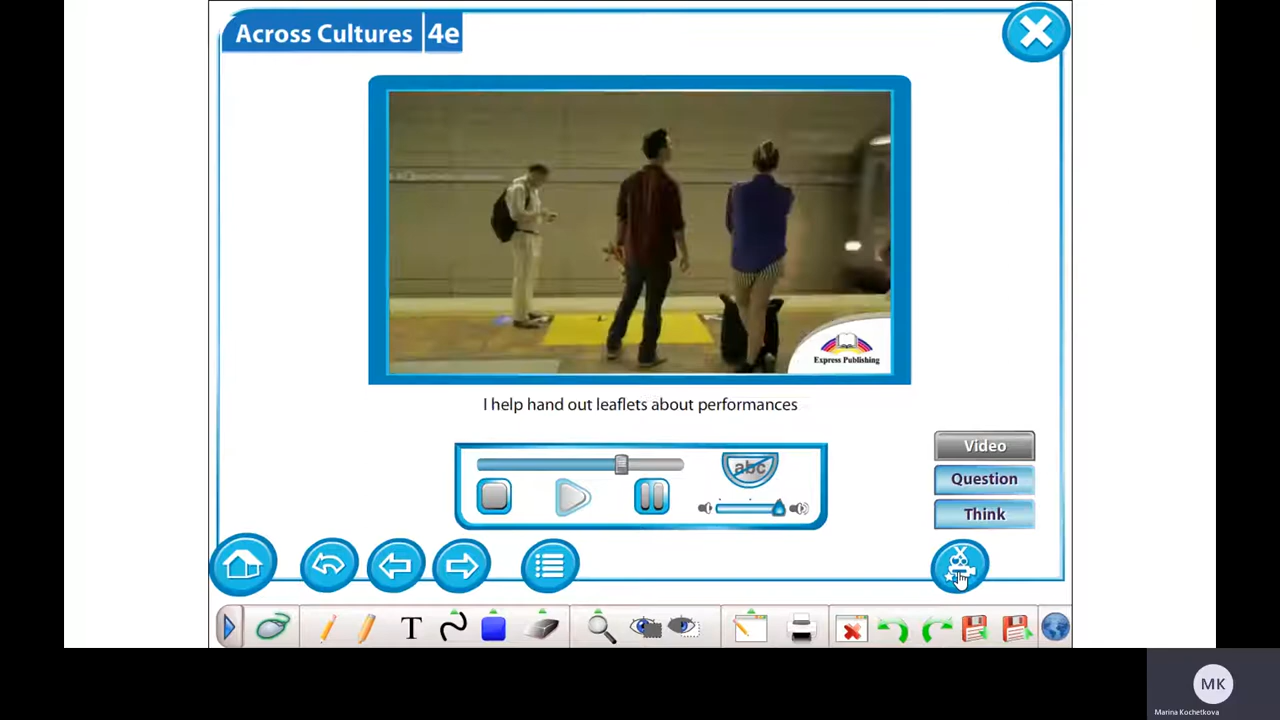 Across Cultures 4e
Express Publishing
I help hand out leaflets about performances
abc
Video
Question
Think
T
MK
Marina Kochetkova